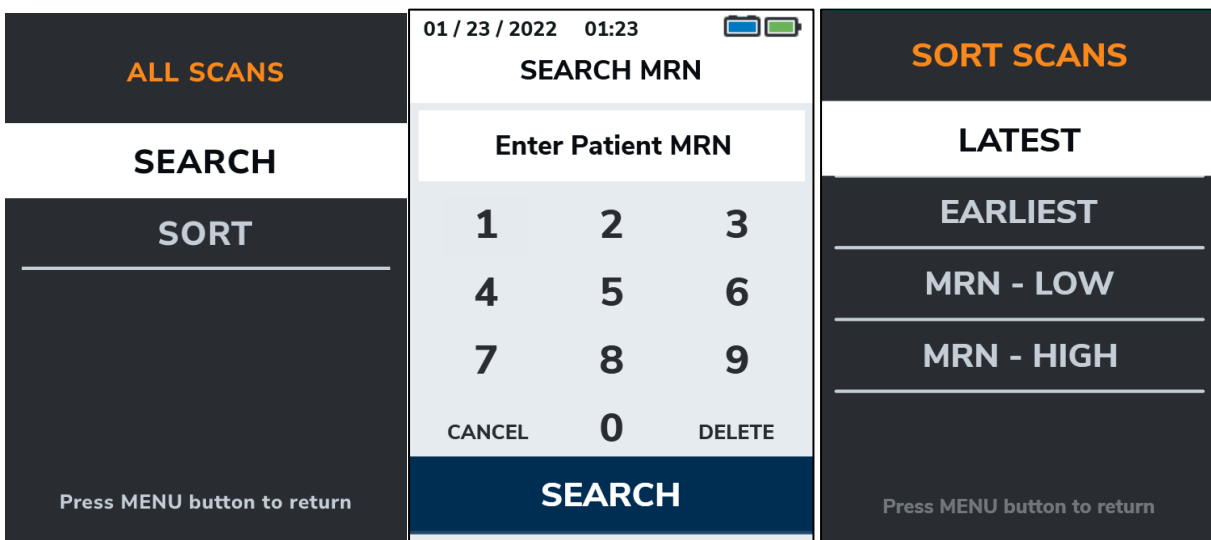 ALL SCANS
SEARCH
SORT
Press MENU button to return
01 / 23 / 2022 01:23
SEARCH MRN
Enter Patient MRN
1 2 3
4 5 6
7 8 9
CANCEL 0 DELETE
SEARCH
SORT SCANS
LATEST
EARLIEST
MRN - LOW
MRN - HIGH
Press MENU button to return